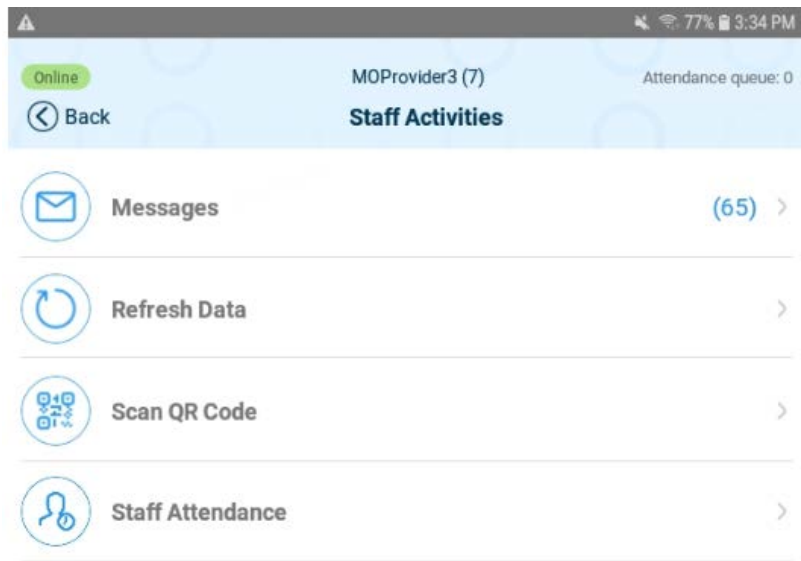 77% 3:34 PM
Online MOProvider3 (7) Attendance queue: 0
Back Staff Activities
Messages (65)
Refresh Data
Scan QR Code
Staff Attendance